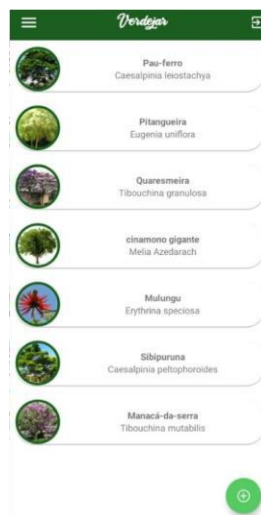 Verdejar
Pau-ferro
Caesalpinia leiostachya
Pitangueira
Eugenia uniflora
Quaresmeira
Tibouchina granulosa
cinamono gigante
Melia Azedarach
Mulungu
Erythrina speciosa
Sibipuruna
Caesalpinia peltophoroides
Manacá-da-serra
Tibouchina mutabilis